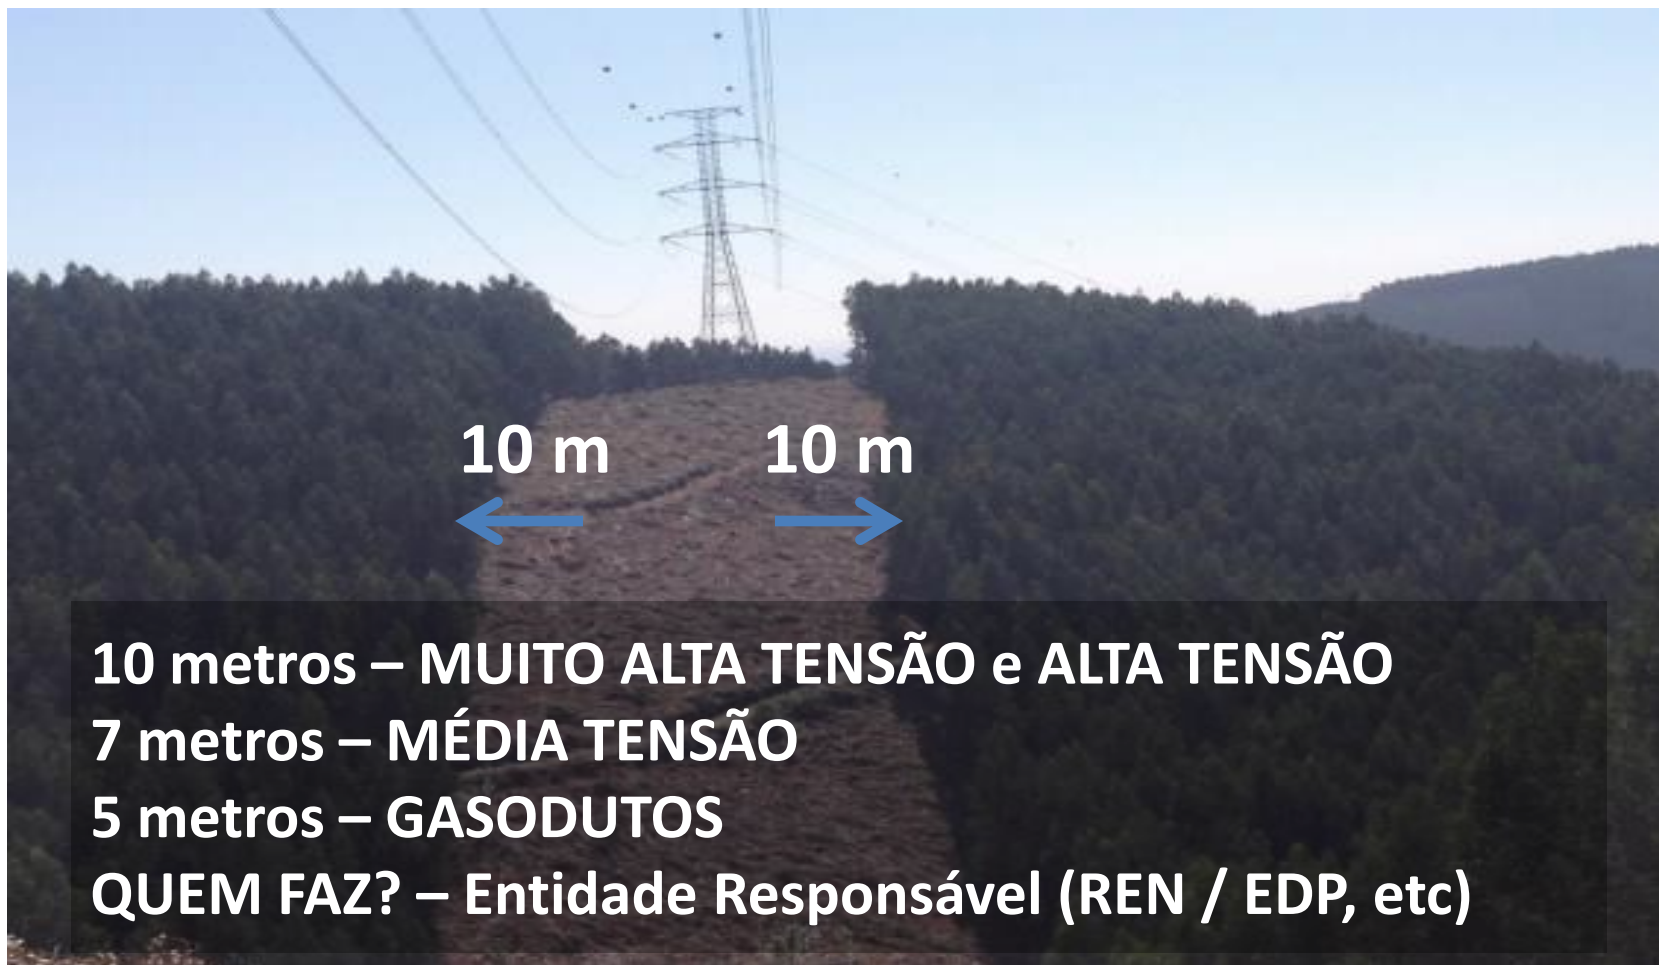 10 m 10 m
10 metros – MUITO ALTA TENSÃO e ALTA TENSÃO
7 metros – MÉDIA TENSÃO
5 metros – GASODUTOS
QUEM FAZ? – Entidade Responsável (REN / EDP, etc)